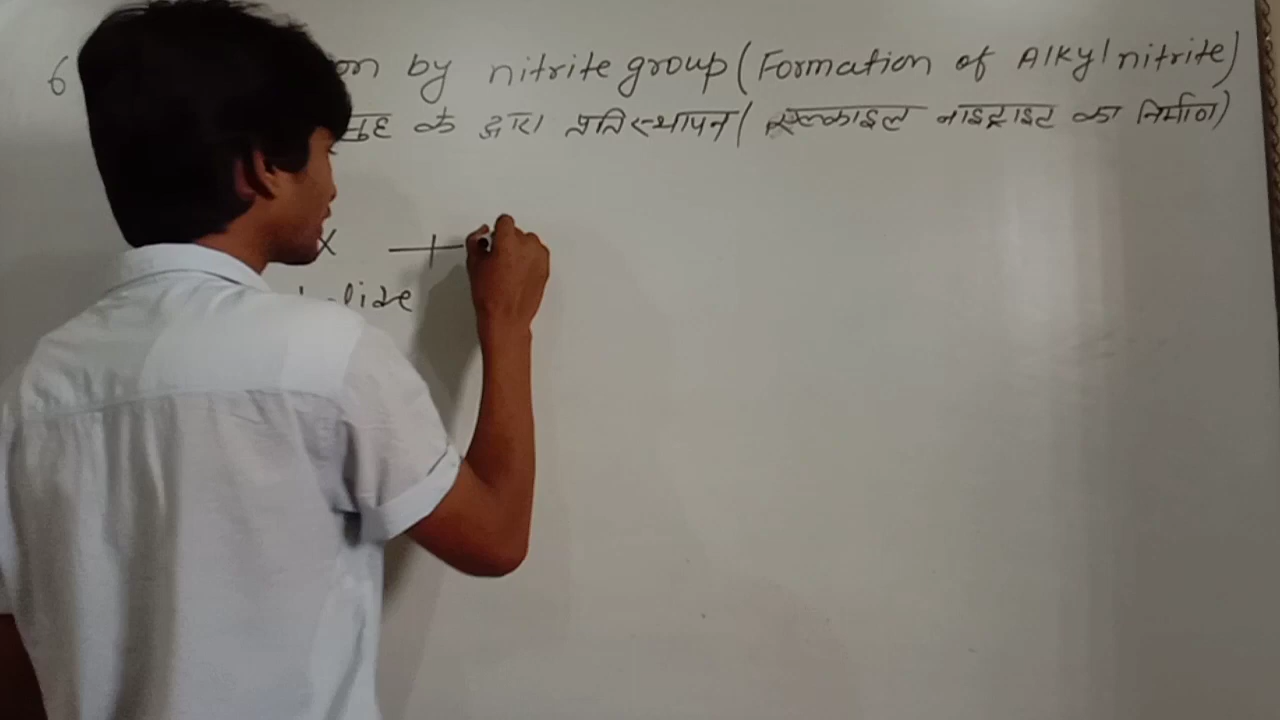 6 on by nitrite group (Formation of Alkyl nitrite)
के द्वारा प्रतिस्थापन ( एल्काइल नाइट्राइट का निर्माण )
X +
lide